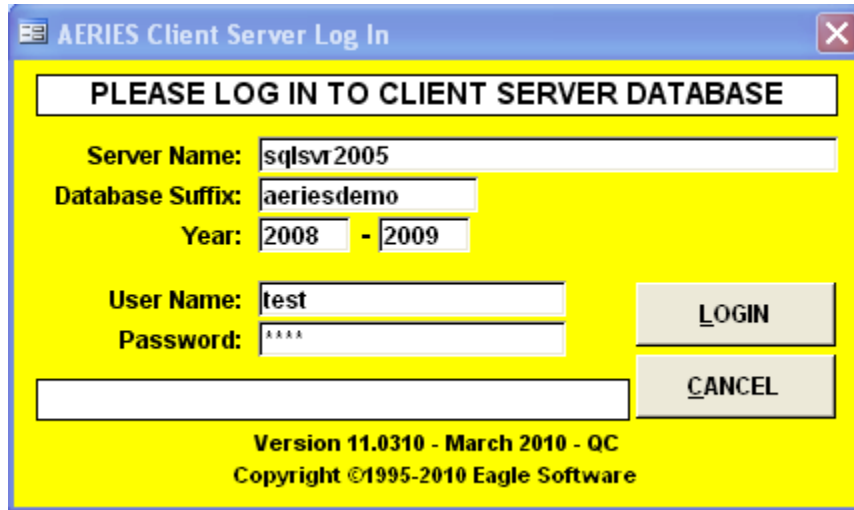 AERIES Client Server Log In
PLEASE LOG IN TO CLIENT SERVER DATABASE
Server Name: sqlsvr2005
Database Suffix: aeriesdemo
Year: 2008 - 2009
User Name: test
LOGIN
Password: ****
CANCEL
Version 11.0310 - March 2010 - QC
Copyright ©1995-2010 Eagle Software